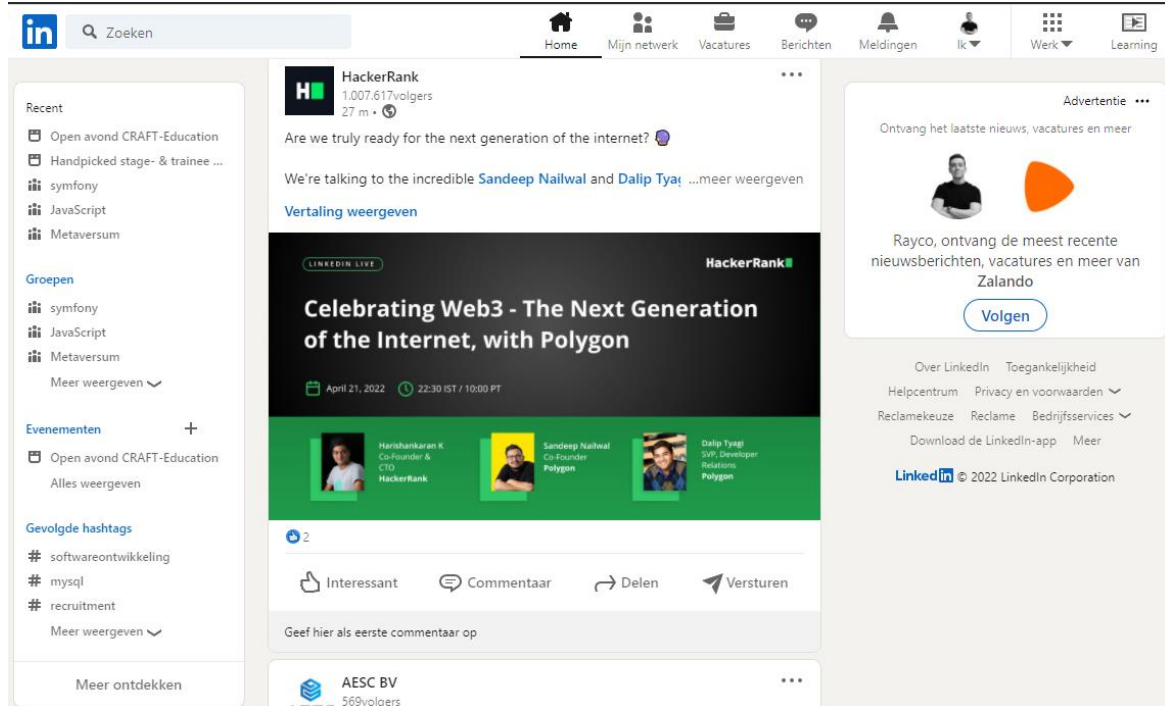 in
Zoeken
Home
Mijn netwerk
Vacatures
Berichten
Meldingen
Ik
Werk
Learning
Recent
Open avond CRAFT-Education
Handpicked stage- & trainee ...
symfony
JavaScript
Metaversum
Groepen
symfony
JavaScript
Metaversum
Meer weergeven
Evenementen +
Open avond CRAFT-Education
Alles weergeven
Gevolgde hashtags
# softwareontwikkeling
# mysql
# recruitment
Meer weergeven
Meer ontdekken
H
HackerRank
1.007.617volgers
27 m •
Are we truly ready for the next generation of the internet?
We're talking to the incredible Sandeep Nailwal and Dalip ...meer weergeven
Vertaling weergeven
LINKEDIN LIVE
HackerRank
Celebrating Web3 - The Next Generation
of the Internet, with Polygon
April 21, 2022 22:30 IST / 10:00 PT
Harishankaran K
Co-Founder &
CTO
HackerRank
Sandeep Nailwal
Co-Founder
Polygon
Dalip Tyagi
SVP, Developer
Relations
Polygon
2
Interessant
Commentaar
Delen
Versturen
Geef hier als eerste commentaar op
AESC BV
569volgers
Advertentie
Ontvang het laatste nieuws, vacatures en meer
Rayco, ontvang de meest recente
nieuwsberichten, vacatures en meer van
Zalando
Volgen
Over LinkedIn Toegankelijkheid
Helpcentrum Privacy en voorwaarden
Reclamekeuze Reclame Bedrijfsservices
Download de LinkedIn-app Meer
Linkedin © 2022 LinkedIn Corporation